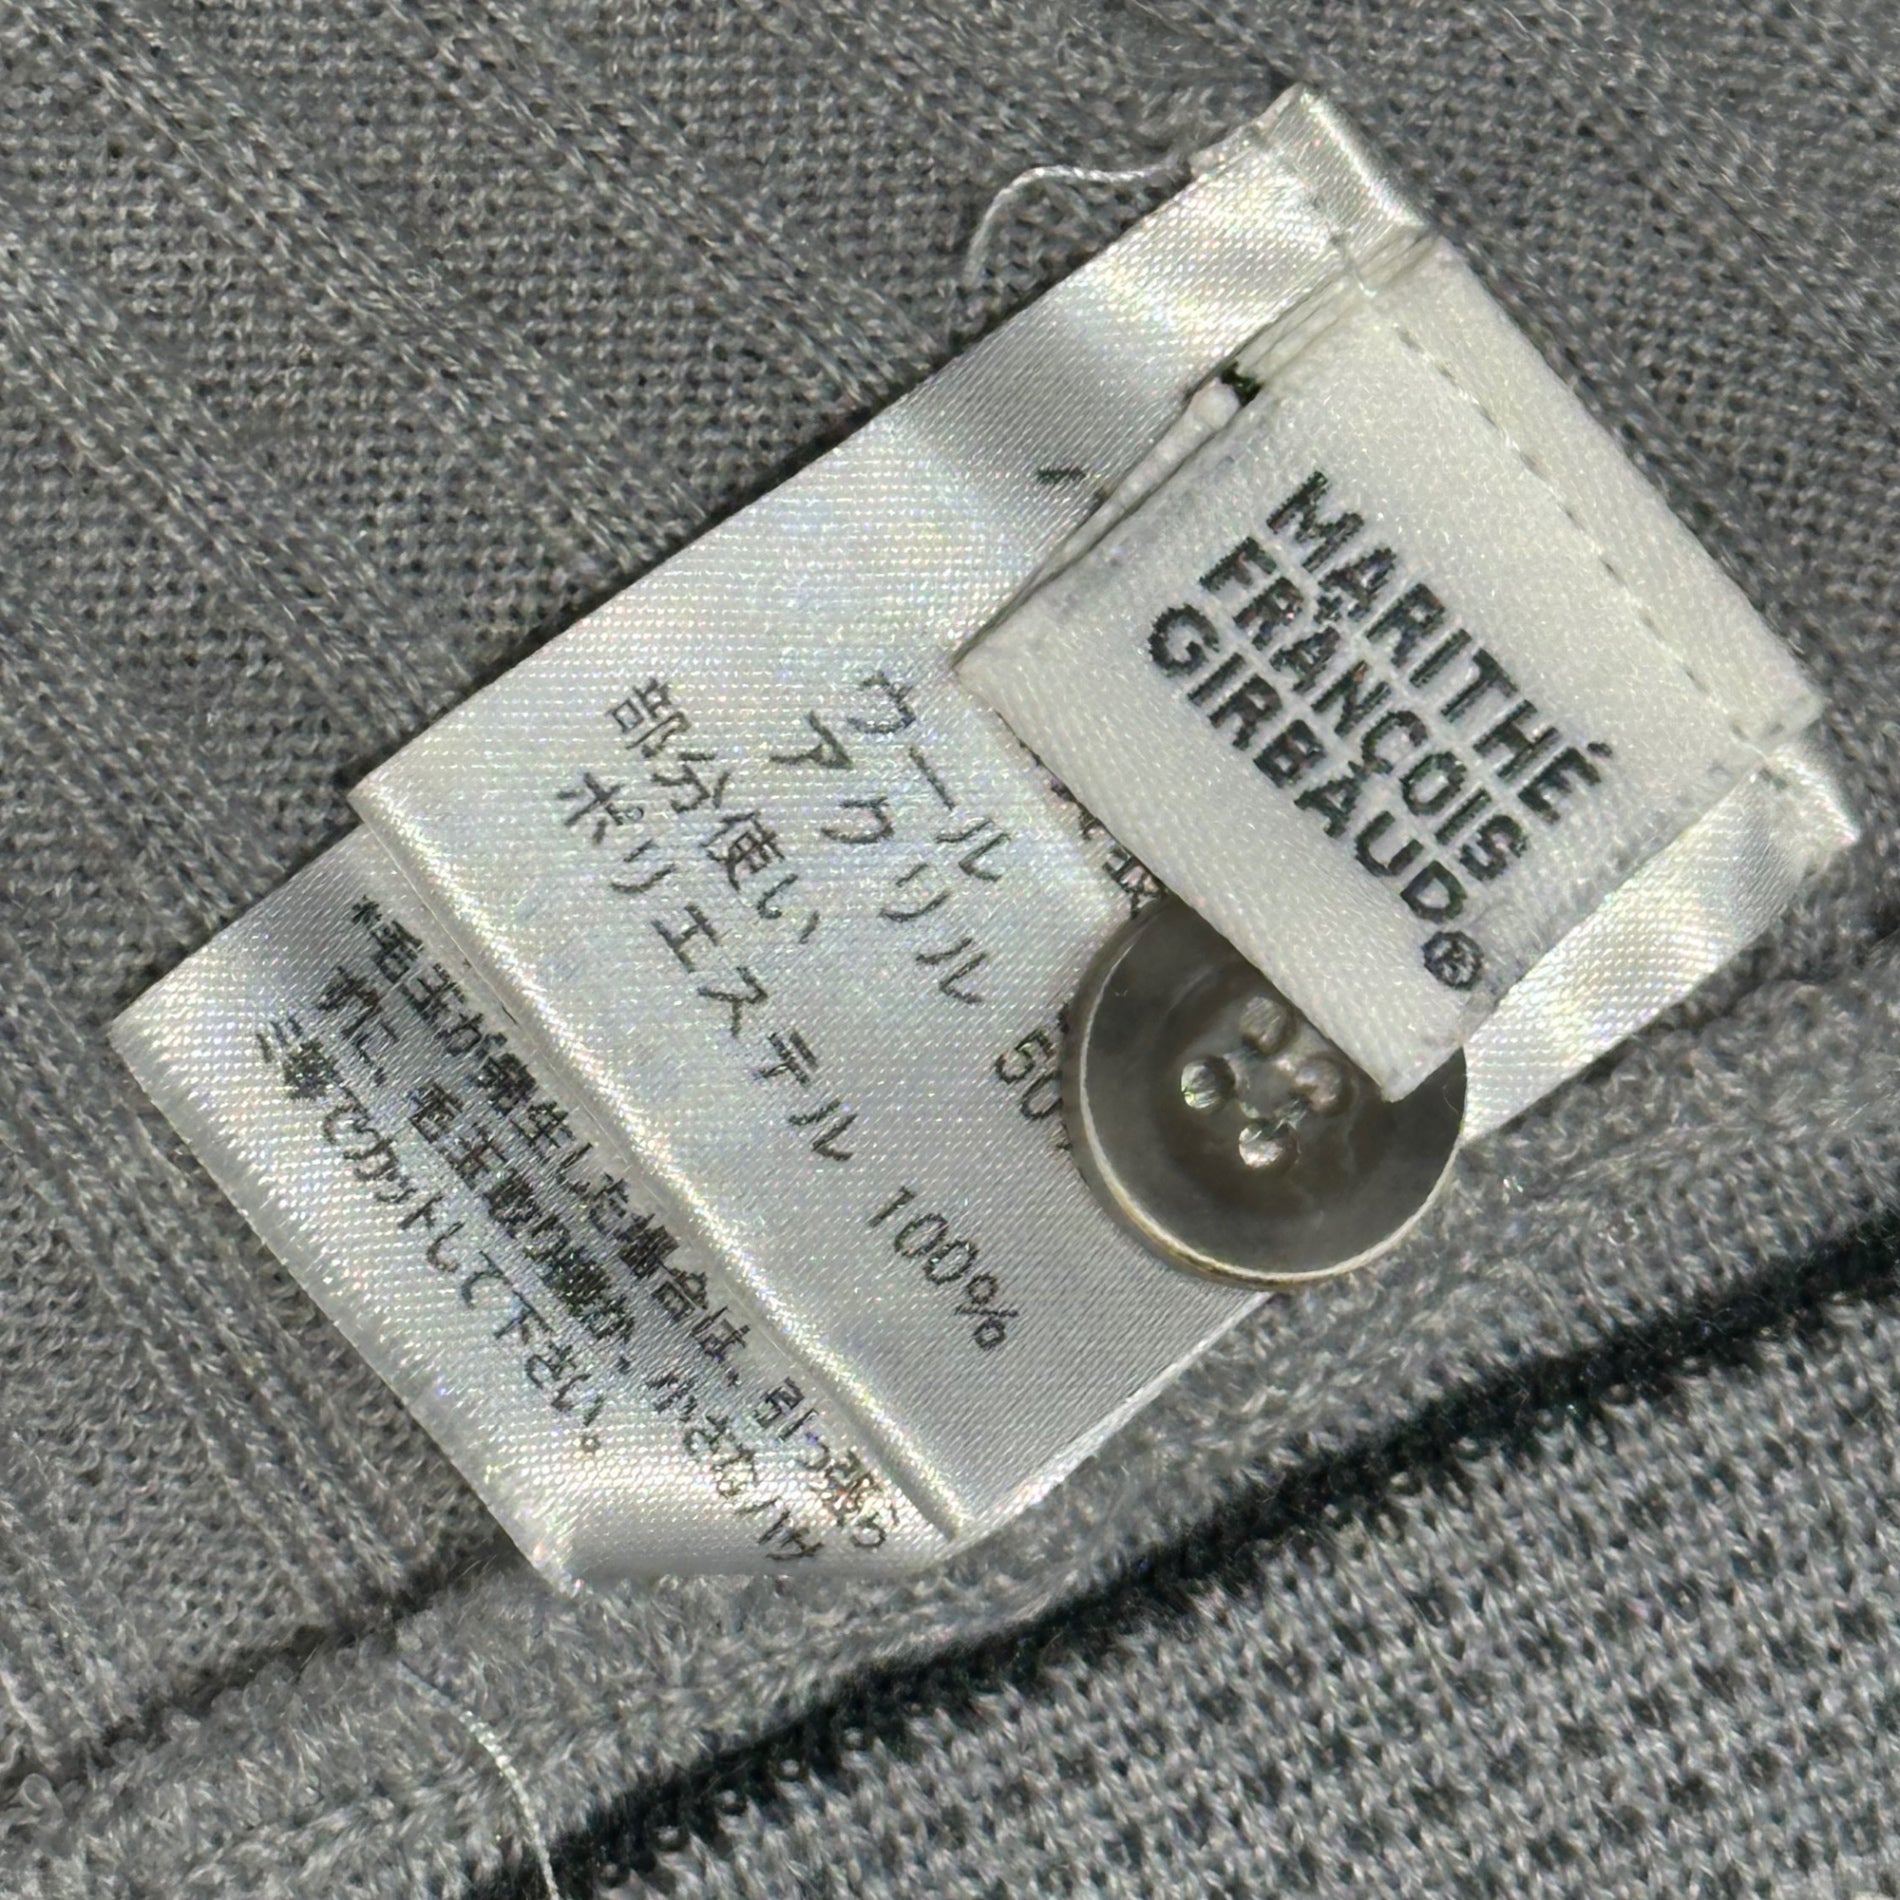 MARITHÉ
+
FRANÇOIS
GIRBAUD®
ウール
アクリル 50
部分使い
ポリエステル 100%
*毛玉が発生した場合は、引っ張ら
ずに、毛玉取り機か、小さなハサ
ミ等でカットして下さい。